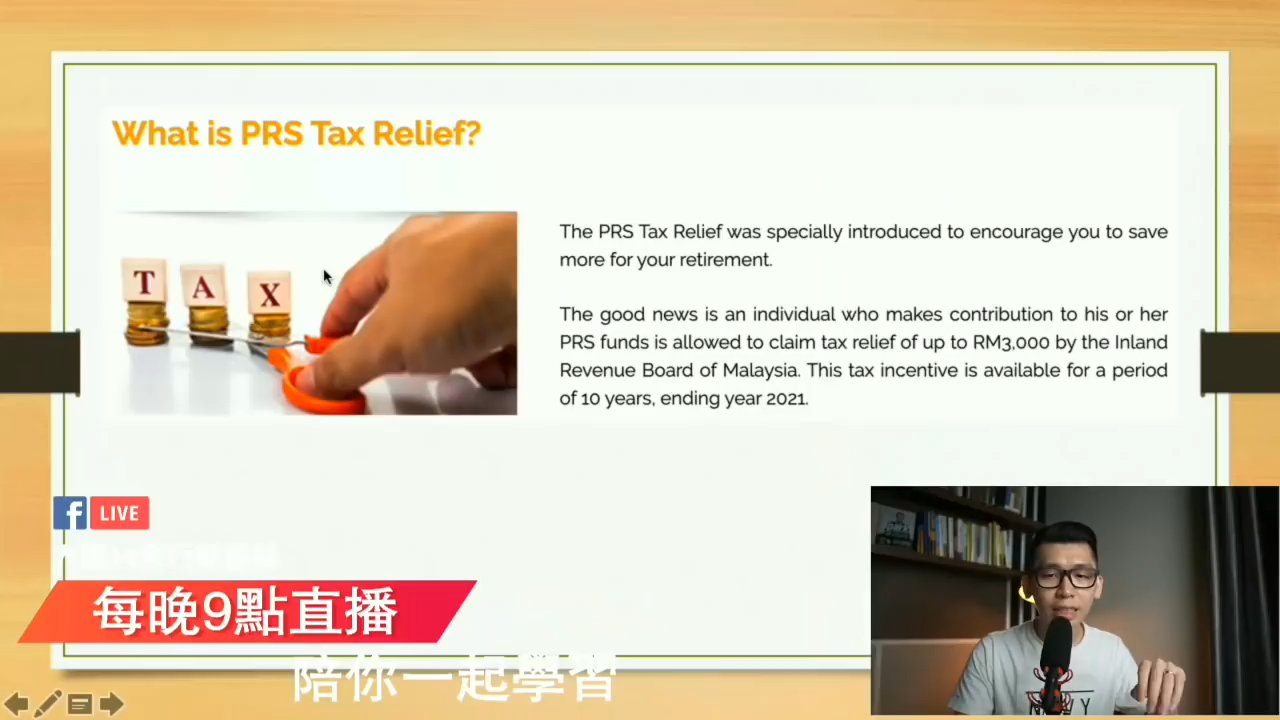 What is PRS Tax Relief?
T A X
The PRS Tax Relief was specially introduced to encourage you to save
more for your retirement.
The good news is an individual who makes contribution to his or her
PRS funds is allowed to claim tax relief of up to RM3,000 by the Inland
Revenue Board of Malaysia. This tax incentive is available for a period
of 10 years, ending year 2021.
f LIVE
每晚9點直播
陪你一起學習